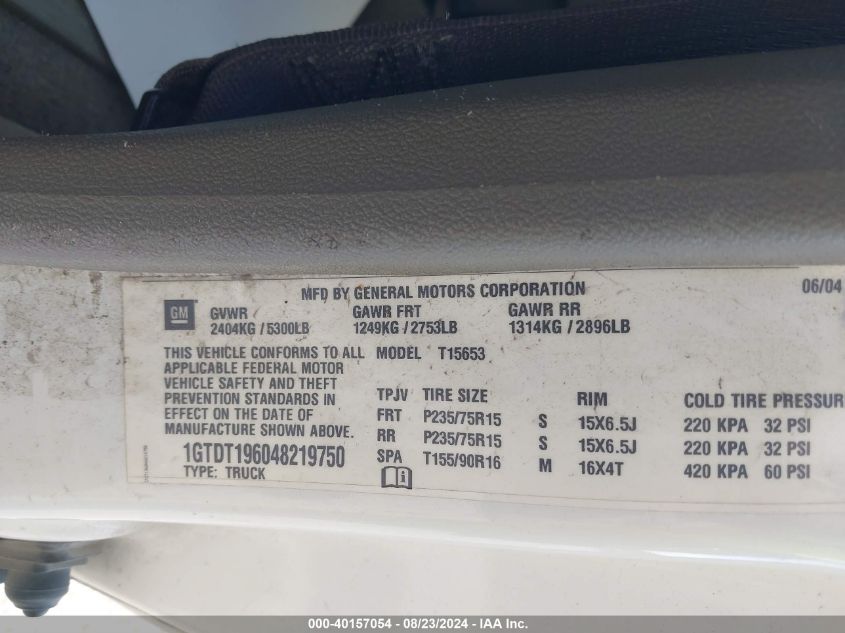 MFD BY GENERAL MOTORS CORPORATION 06/04
GM
GVWR GAWR FRT GAWR RR
2404KG / 5300LB 1249KG / 2753LB 1314KG / 2896LB
THIS VEHICLE CONFORMS TO ALL
APPLICABLE FEDERAL MOTOR
VEHICLE SAFETY AND THEFT
PREVENTION STANDARDS IN
EFFECT ON THE DATE OF
MANUFACTURE SHOWN ABOVE.
1GTDT196048219750
TYPE: TRUCK
MODEL T15653
TPJV TIRE SIZE RIM COLD TIRE PRESSUR
FRT P235/75R15 S 15X6.5J 220 KPA 32 PSI
RR P235/75R15 S 15X6.5J 220 KPA 32 PSI
SPA T155/90R16 M 16X4T 420 KPA 60 PSI
000-40157054 - 08/23/2024 - IAA Inc.